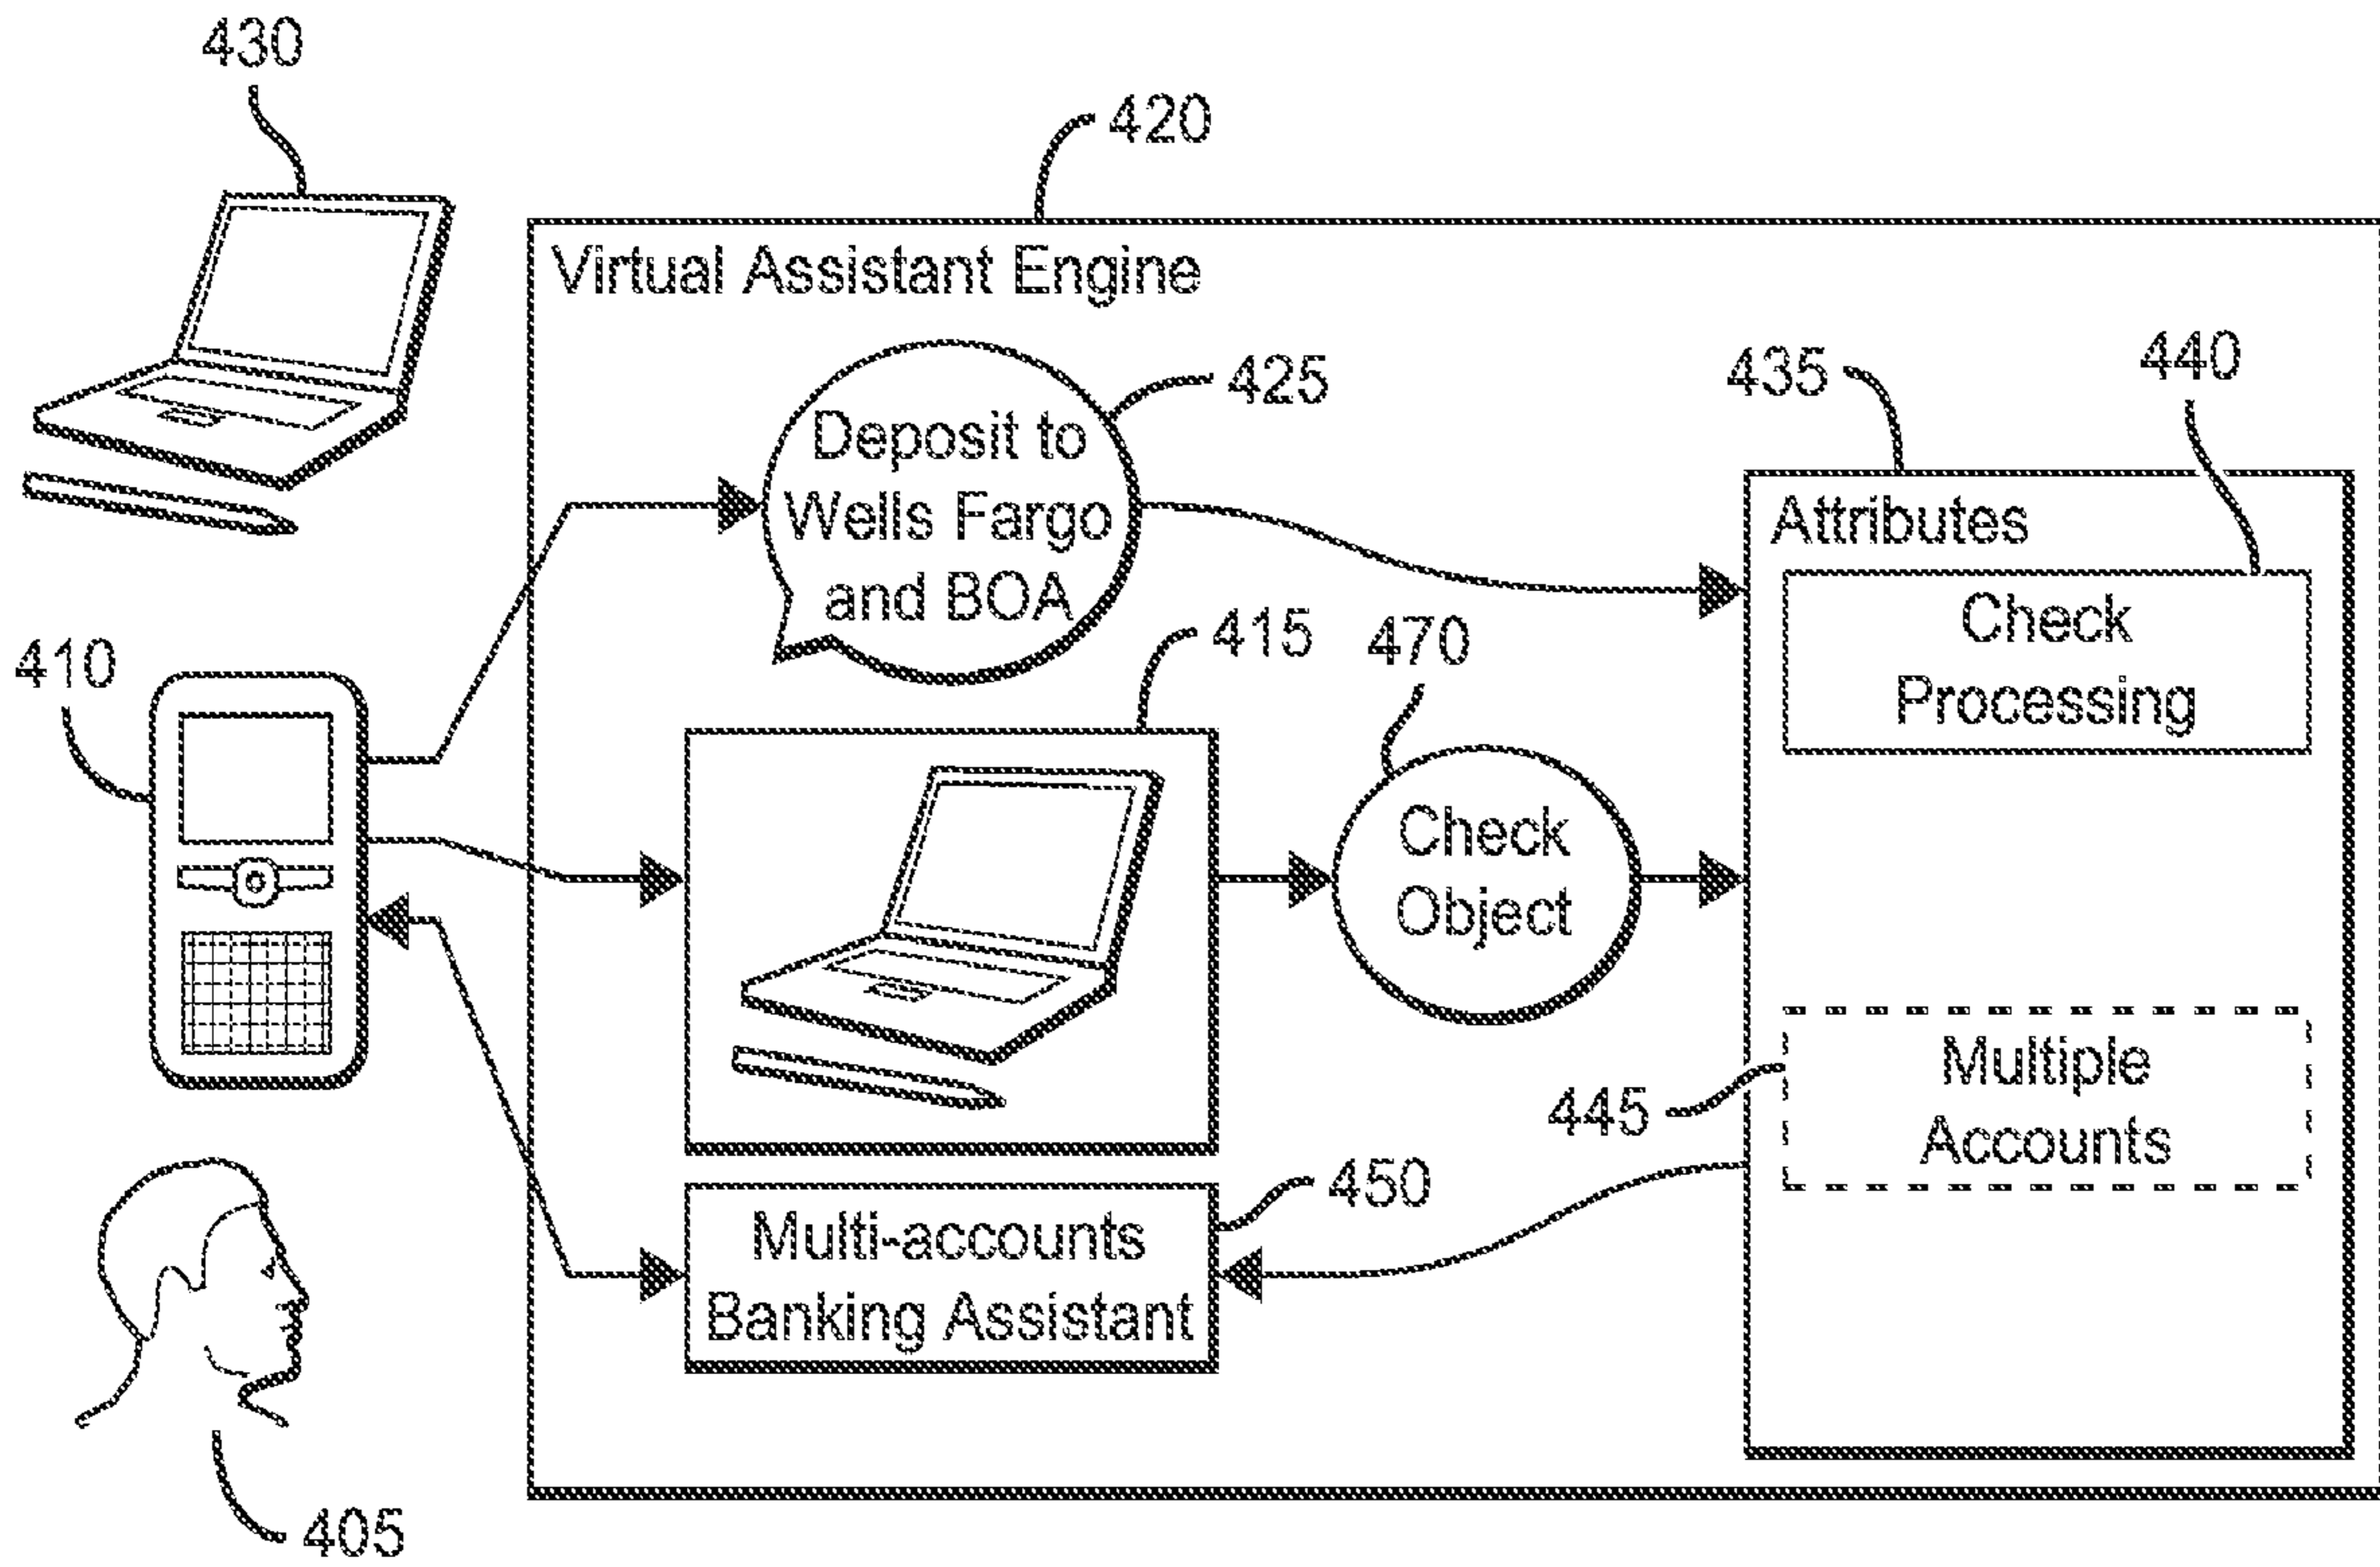 430
420
Virtual Assistant Engine
425
Deposit to
Wells Fargo
and BOA
435
440
Attributes
Check
Processing
410
415
470
Check
Object
445
Multiple
Accounts
450
Multi-accounts
Banking Assistant
405